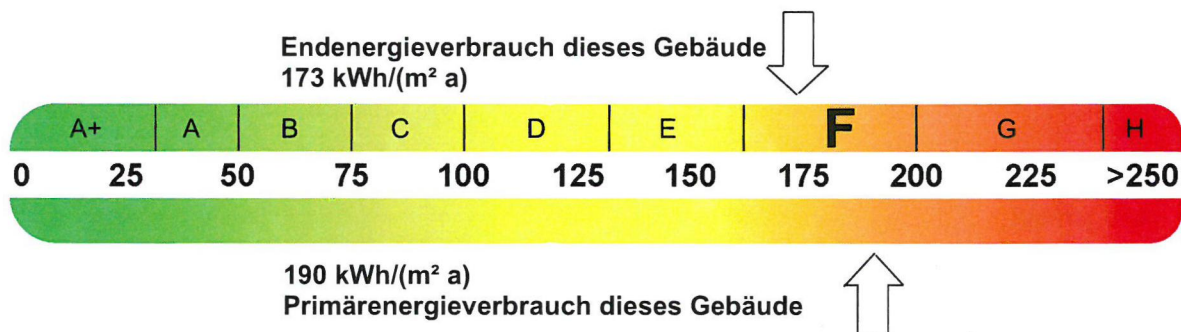 Endenergieverbrauch dieses Gebäude
173 kWh/(m² a)
A+ A B C D E F G H
0 25 50 75 100 125 150 175 200 225 >250
190 kWh/(m² a)
Primärenergieverbrauch dieses Gebäude